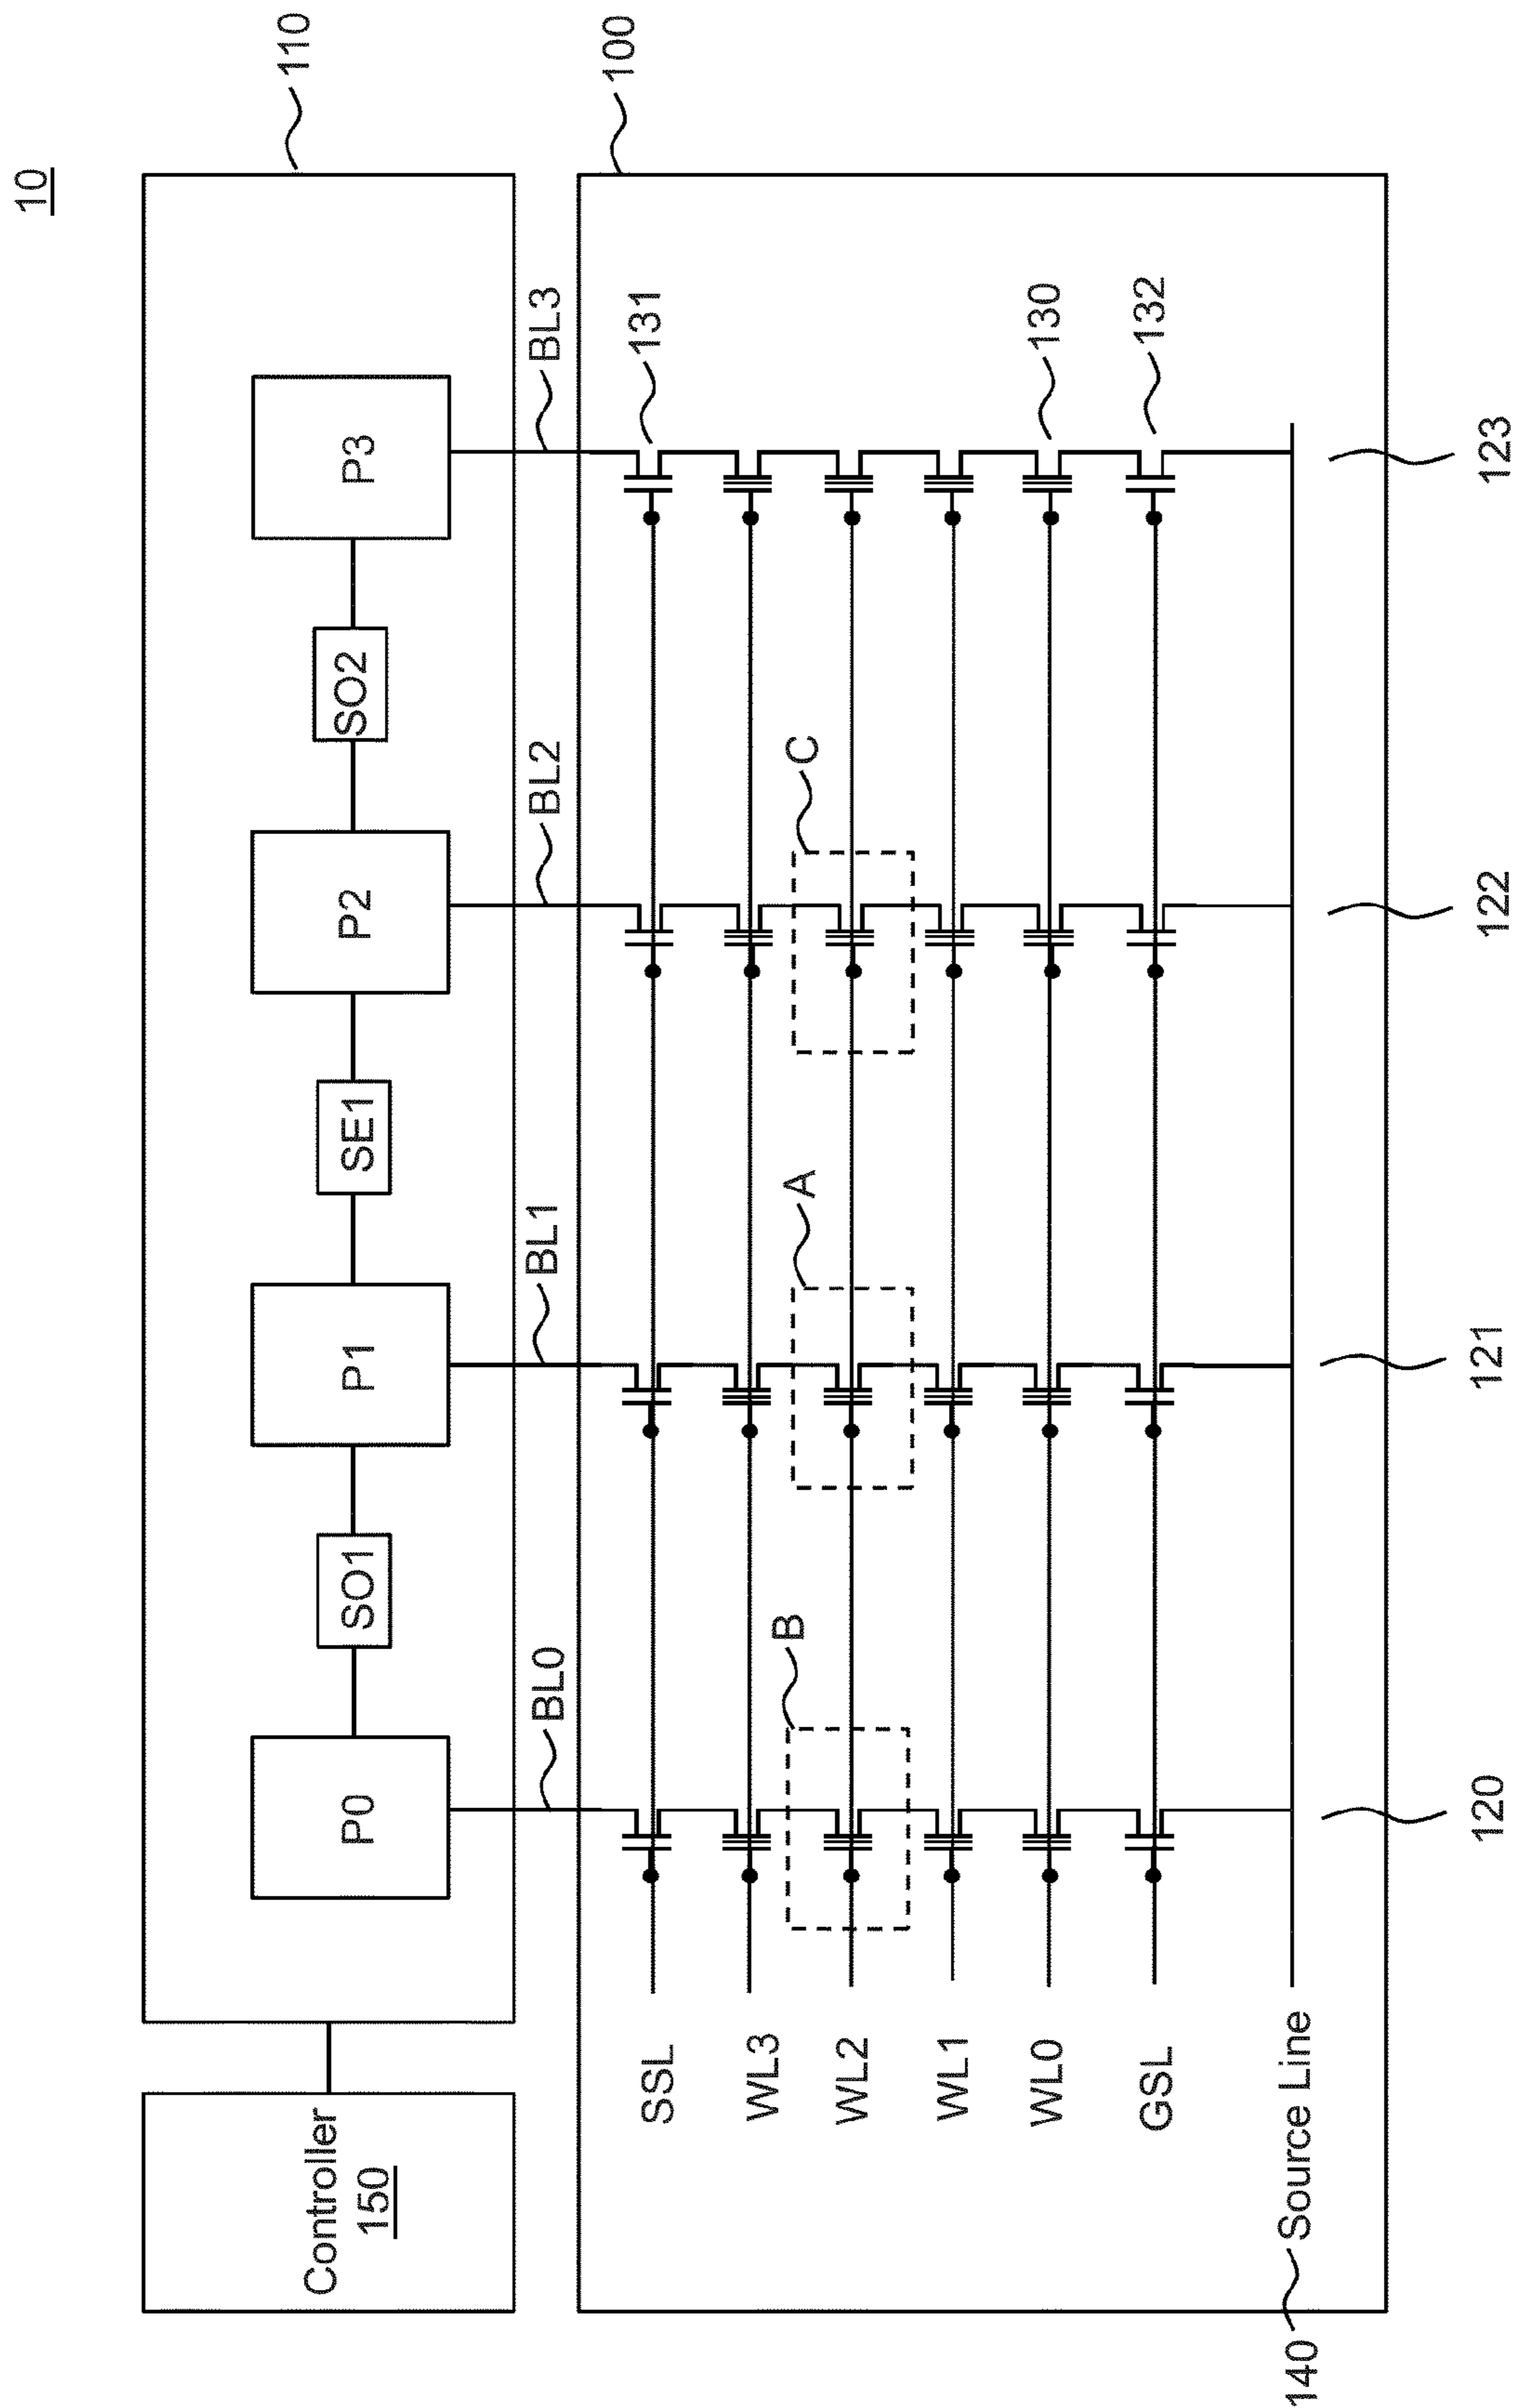 10
110
Controller
150
P0
SO1
P1
SE1
P2
SO2
P3
BL0
BL1
BL2
BL3
100
B
A
C
131
130
132
SSL
WL3
WL2
WL1
WL0
GSL
140
Source Line
120
121
122
123